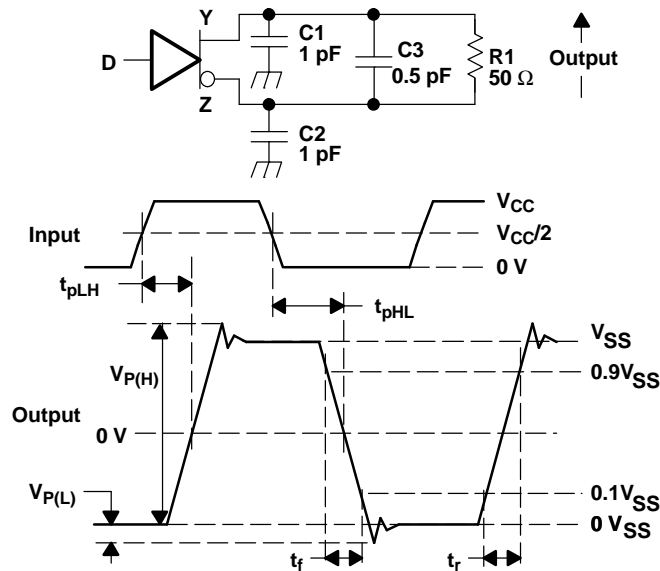 Y
D
Z
C1
1 pF
C2
1 pF
C3
0.5 pF
R1
50 Ω
Output
Input
VCC
VCC/2
0 V
tpLH
tpHL
VP(H)
Output
0 V
VP(L)
VSS
0.9VSS
0.1VSS
0 VSS
tf
tr